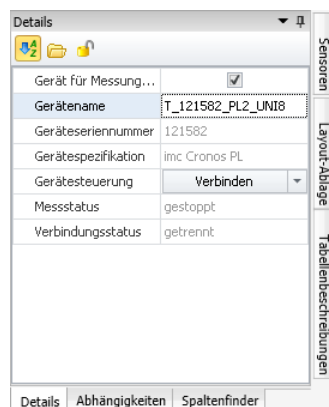 Details
Gerät für Messung...
Gerätename T_121582_PL2_UNI8
Geräteseriennummer 121582
Gerätespezifikation imc Cronos PL
Gerätesteuerung Verbinden
Messstatus gestoppt
Verbindungsstatus getrennt
Details Abhängigkeiten Spaltenfinder
Sensoren
Layout-Ablage
Tabellenbeschreibungen